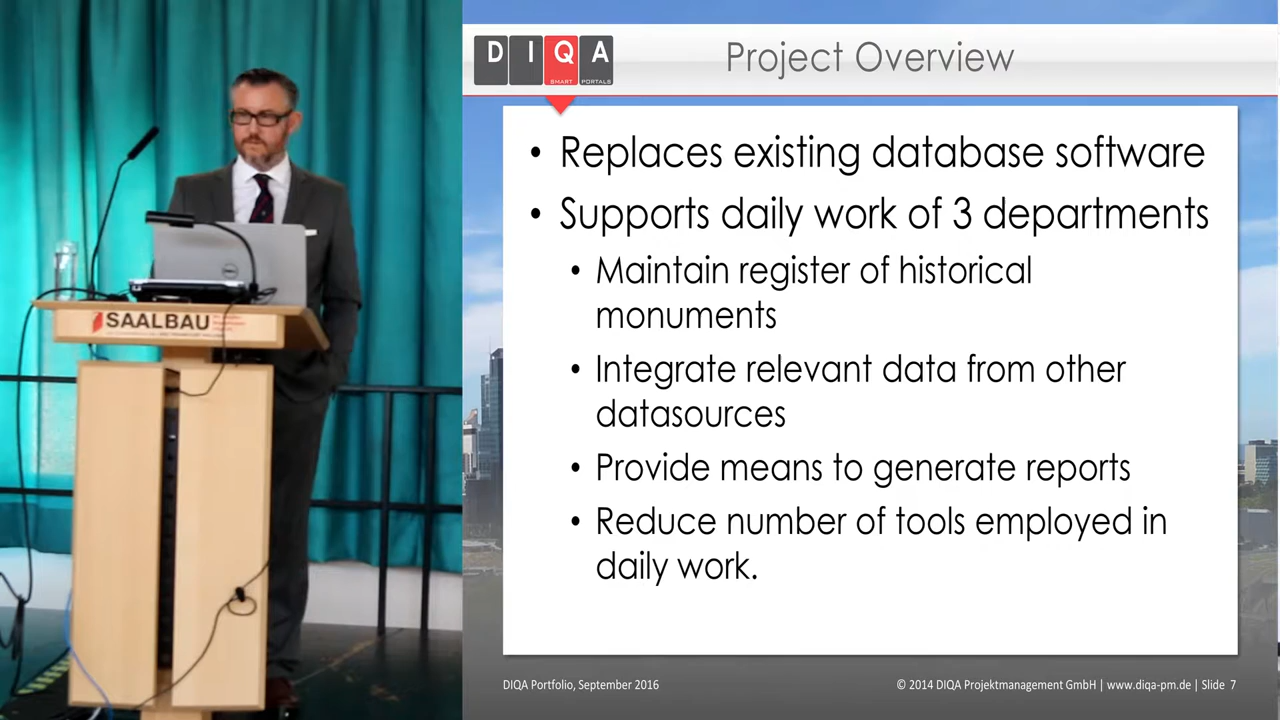 D I Q A
SMART PORTALS
Project Overview
• Replaces existing database software
• Supports daily work of 3 departments
• Maintain register of historical
monuments
• Integrate relevant data from other
datasources
• Provide means to generate reports
• Reduce number of tools employed in
daily work.
DELL
SAALBAU
DIQA Portfolio, September 2016
© 2014 DIQA Projektmanagement GmbH | www.diqa-pm.de | Slide 7